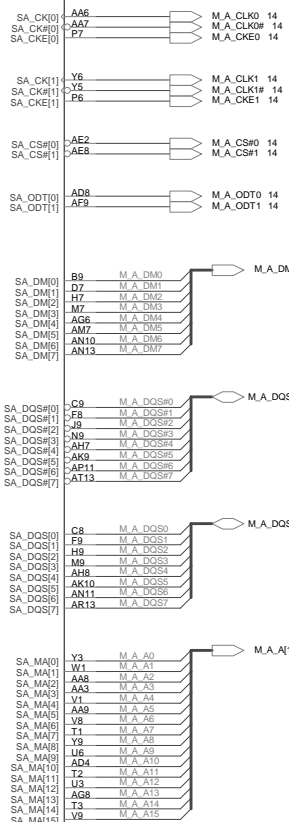 SA_CK[0] AA6 M_A_CLK0 14
SA_CK#[0] AA7 M_A_CLK0# 14
SA_CKE[0] P7 M_A_CKE0 14
SA_CK[1] Y6 M_A_CLK1 14
SA_CK#[1] Y5 M_A_CLK1# 14
SA_CKE[1] P6 M_A_CKE1 14
SA_CS#[0] AE2 M_A_CS#0 14
SA_CS#[1] AE8 M_A_CS#1 14
SA_ODT[0] AD8 M_A_ODT0 14
SA_ODT[1] AF9 M_A_ODT1 14
M_A_DM
SA_DM[0] B9 M_A_DM0
SA_DM[1] D7 M_A_DM1
SA_DM[2] H7 M_A_DM2
SA_DM[3] M7 M_A_DM3
SA_DM[4] AG6 M_A_DM4
SA_DM[5] AM7 M_A_DM5
SA_DM[6] AN10 M_A_DM6
SA_DM[7] AN13 M_A_DM7
M_A_DQS
SA_DQS#[0] C9 M_A_DQS#0
SA_DQS#[1] F8 M_A_DQS#1
SA_DQS#[2] J9 M_A_DQS#2
SA_DQS#[3] N9 M_A_DQS#3
SA_DQS#[4] AH7 M_A_DQS#4
SA_DQS#[5] AK9 M_A_DQS#5
SA_DQS#[6] AP11 M_A_DQS#6
SA_DQS#[7] AT13 M_A_DQS#7
M_A_DQS
SA_DQS[0] C8 M_A_DQS0
SA_DQS[1] F9 M_A_DQS1
SA_DQS[2] H9 M_A_DQS2
SA_DQS[3] M9 M_A_DQS3
SA_DQS[4] AH8 M_A_DQS4
SA_DQS[5] AK10 M_A_DQS5
SA_DQS[6] AN11 M_A_DQS6
SA_DQS[7] AR13 M_A_DQS7
M_A_A[
SA_MA[0] Y3 M_A_A0
SA_MA[1] W1 M_A_A1
SA_MA[2] AA8 M_A_A2
SA_MA[3] AA3 M_A_A3
SA_MA[4] V1 M_A_A4
SA_MA[5] AA9 M_A_A5
SA_MA[6] V8 M_A_A6
SA_MA[7] T1 M_A_A7
SA_MA[8] Y9 M_A_A8
SA_MA[9] U6 M_A_A9
SA_MA[10] AD4 M_A_A10
SA_MA[11] T2 M_A_A11
SA_MA[12] U3 M_A_A12
SA_MA[13] AG8 M_A_A13
SA_MA[14] T3 M_A_A14
SA_MA[15] V9 M_A_A15